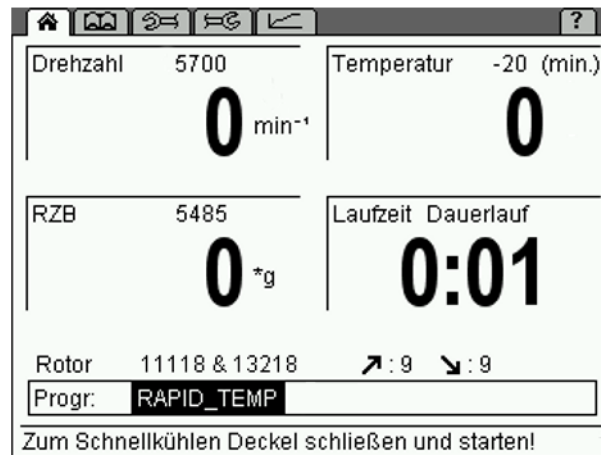 ?
Drehzahl 5700
0 min⁻¹
Temperatur -20 (min.)
0
RZB 5485
0 *g
Laufzeit Dauerlauf
0:01
Rotor 11118 & 13218 ↗: 9 ↘: 9
Progr: RAPID_TEMP
Zum Schnellkühlen Deckel schließen und starten!